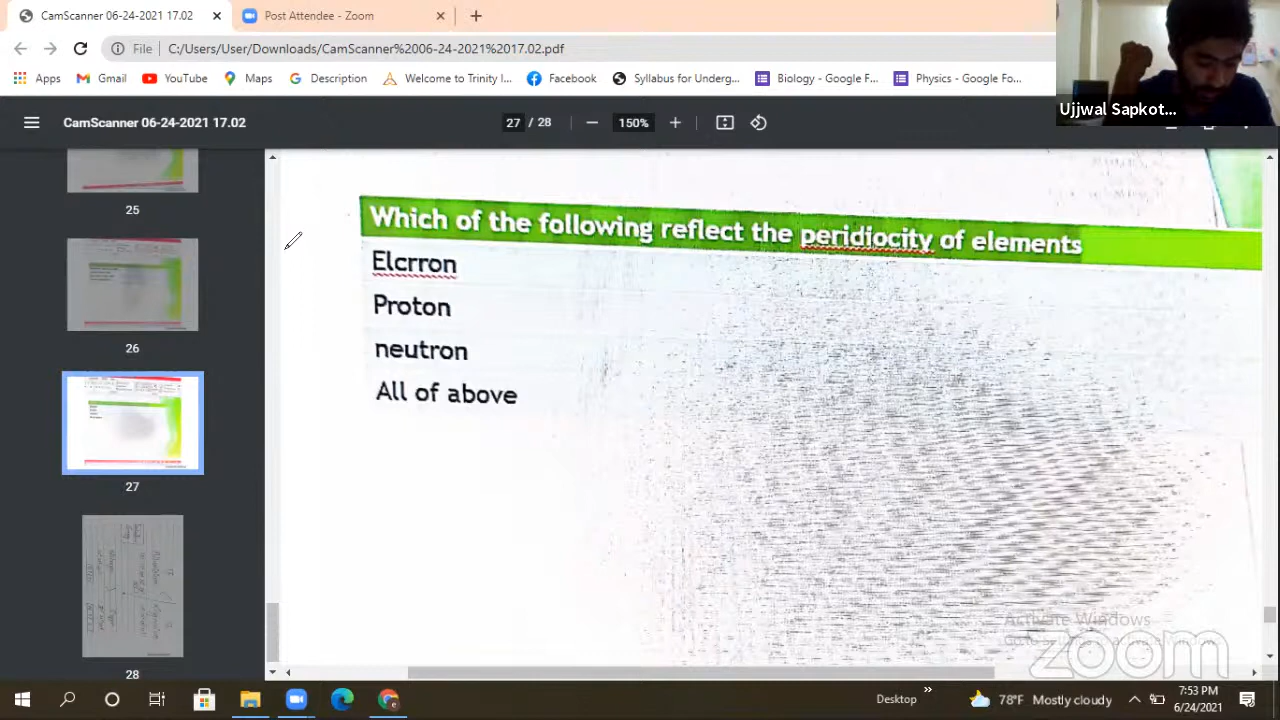 CamScanner 06-24-2021 17.02
Post Attendee - Zoom
File C:/Users/User/Downloads/CamScanner%2006-24-2021%2017.02.pdf
Apps Gmail YouTube Maps Description Welcome to Trinity I... Facebook Syllabus for Underg... Biology - Google F... Physics - Google Fo...
Ujjwal Sapkot...
CamScanner 06-24-2021 17.02
27 / 28
150%
25
26
27
28
Which of the following reflect the peridiocity of elements
Elcrron
Proton
neutron
All of above
Activate Windows
zoom
Desktop
78°F Mostly cloudy
7:53 PM
6/24/2021